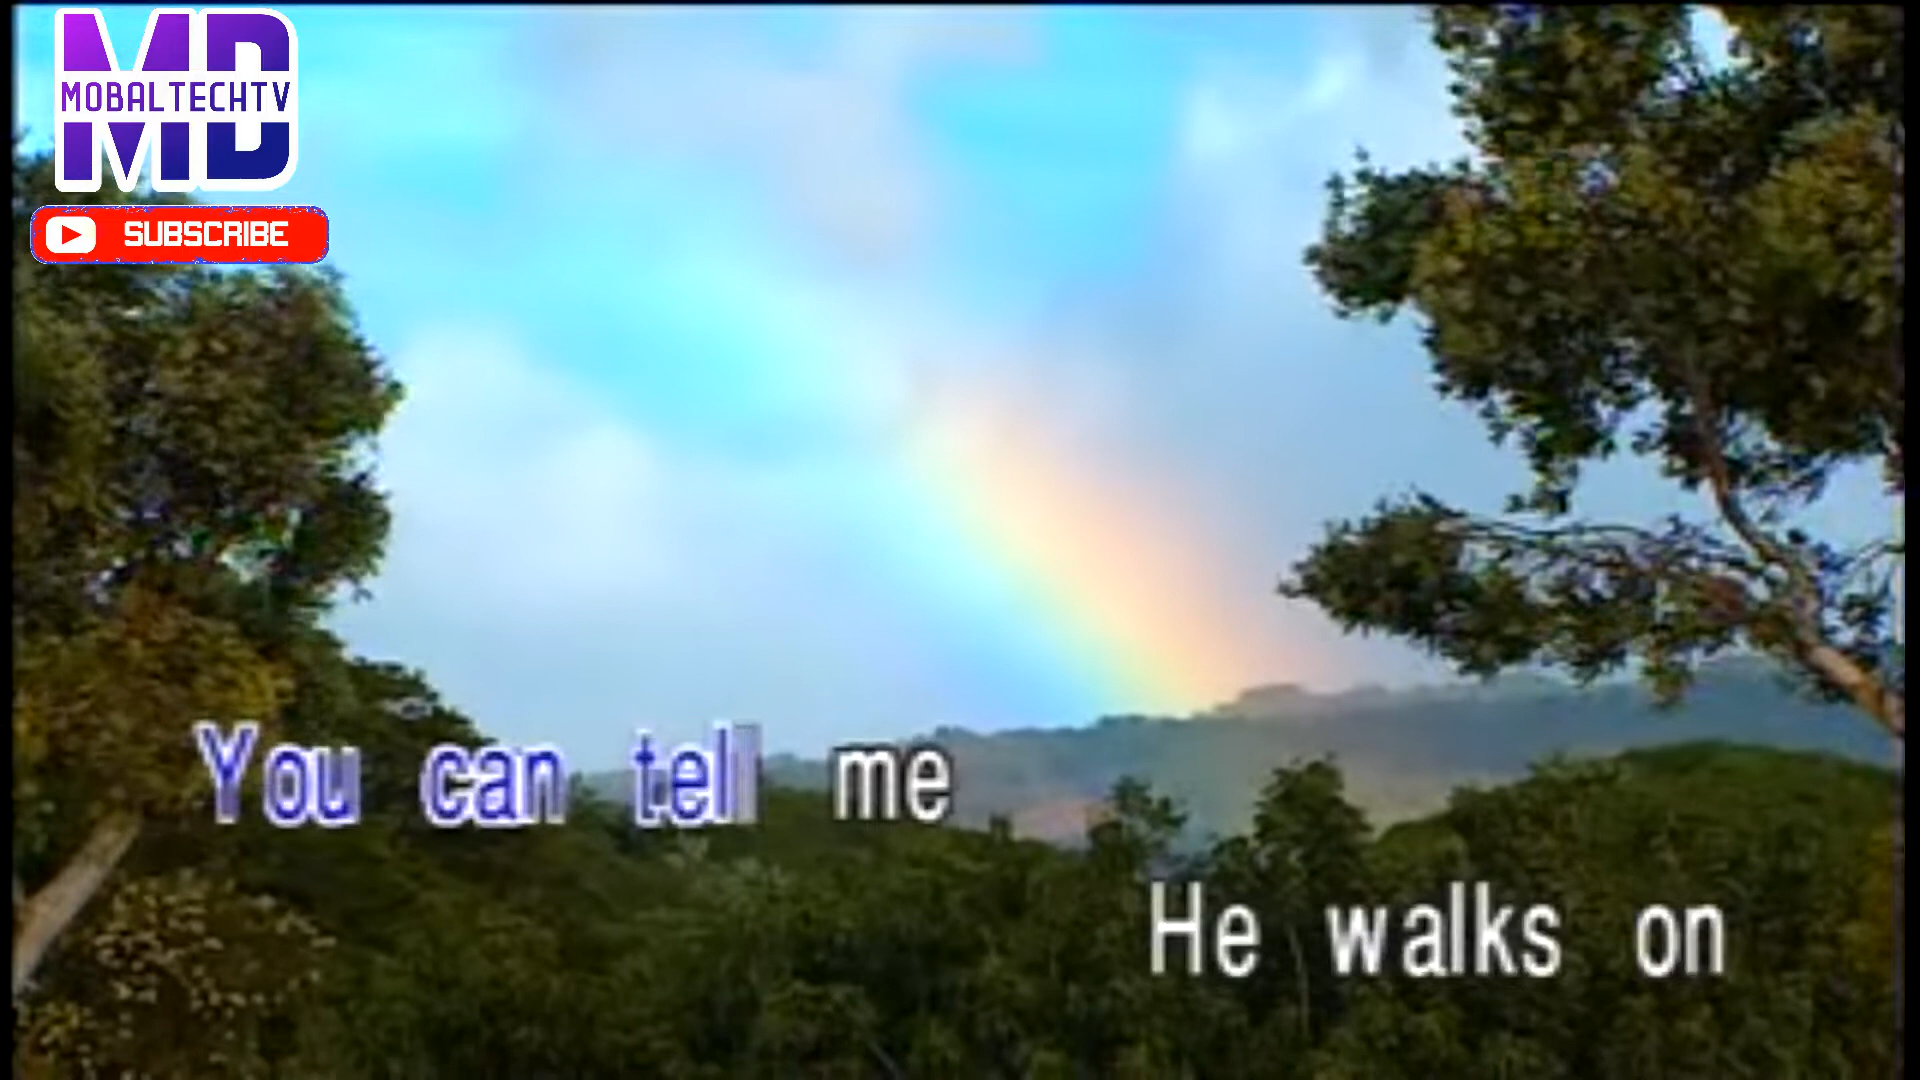 MD
MOBALTECHTV
SUBSCRIBE
You can tell me
He walks on